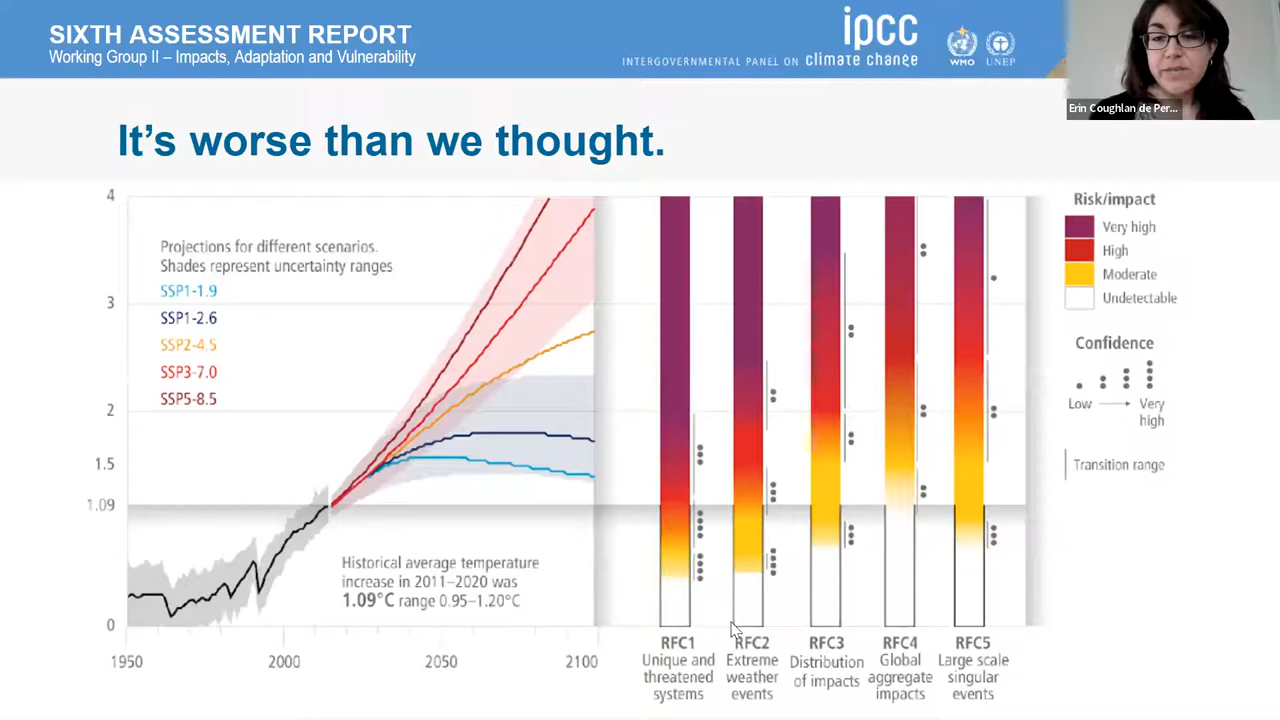 SIXTH ASSESSMENT REPORT
Working Group II – Impacts, Adaptation and Vulnerability
ipcc
INTERGOVERNMENTAL PANEL ON climate change
WMO
UNEP
Erin Coughlan de Per...
It's worse than we thought.
4
3
2
1.5
1.09
0
Projections for different scenarios.
Shades represent uncertainty ranges
SSP1-1.9
SSP1-2.6
SSP2-4.5
SSP3-7.0
SSP5-8.5
Historical average temperature
increase in 2011–2020 was
1.09°C range 0.95–1.20°C
1950
2000
2050
2100
RFC1
Unique and
threatened
systems
RFC2
Extreme
weather
events
RFC3
Distribution
of impacts
RFC4
Global
aggregate
impacts
RFC5
Large scale
singular
events
Risk/impact
Very high
High
Moderate
Undetectable
Confidence
Low
Very
high
Transition range